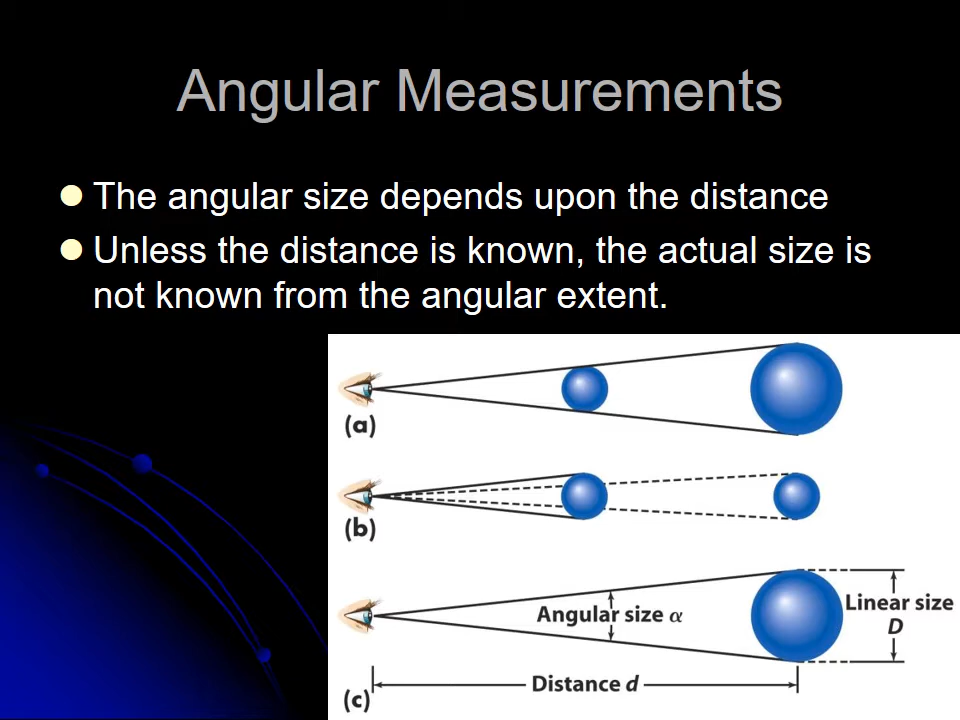 Angular Measurements
The angular size depends upon the distance
Unless the distance is known, the actual size is
not known from the angular extent.
(a)
(b)
Angular size α
Linear size
D
Distance d
(c)